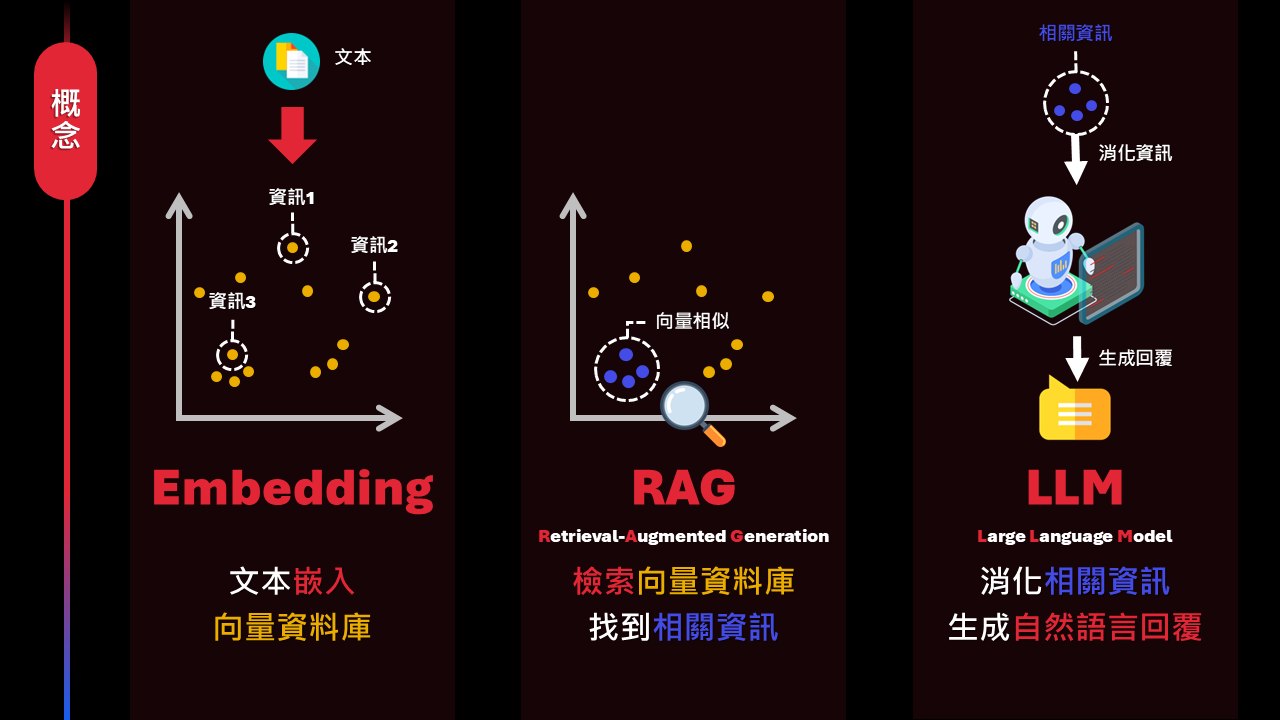 概念
文本
資訊1
資訊2
資訊3
Embedding
文本嵌入
向量資料庫
向量相似
RAG
Retrieval-Augmented Generation
檢索向量資料庫
找到相關資訊
相關資訊
消化資訊
生成回覆
LLM
Large Language Model
消化相關資訊
生成自然語言回覆